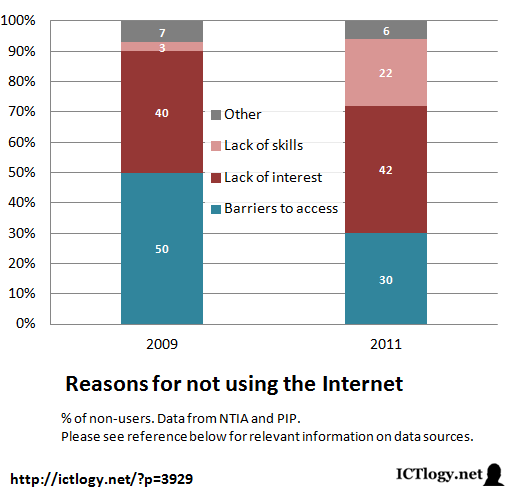 100%
90%
80%
70%
60%
50%
40%
30%
20%
10%
0%
7
3
40
50
6
22
42
30
Other
Lack of skills
Lack of interest
Barriers to access
2009
2011
Reasons for not using the Internet
% of non-users. Data from NTIA and PIP.
Please see reference below for relevant information on data sources.
http://ictlogy.net/?p=3929
ICTlogy.net